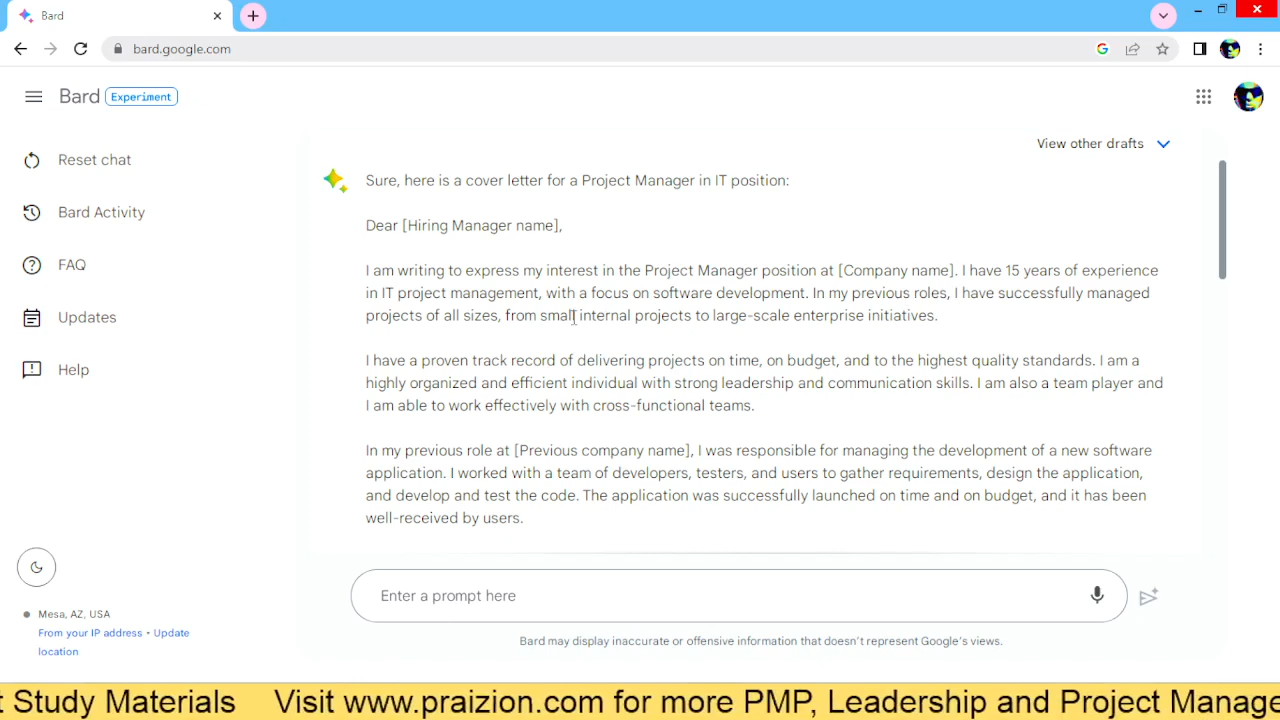 Bard
bard.google.com
Bard Experiment
Reset chat
Bard Activity
FAQ
Updates
Help
Mesa, AZ, USA
From your IP address • Update
location
View other drafts
Sure, here is a cover letter for a Project Manager in IT position:
Dear [Hiring Manager name],
I am writing to express my interest in the Project Manager position at [Company name]. I have 15 years of experience
in IT project management, with a focus on software development. In my previous roles, I have successfully managed
projects of all sizes, from small internal projects to large-scale enterprise initiatives.
I have a proven track record of delivering projects on time, on budget, and to the highest quality standards. I am a
highly organized and efficient individual with strong leadership and communication skills. I am also a team player and
I am able to work effectively with cross-functional teams.
In my previous role at [Previous company name], I was responsible for managing the development of a new software
application. I worked with a team of developers, testers, and users to gather requirements, design the application,
and develop and test the code. The application was successfully launched on time and on budget, and it has been
well-received by users.
Enter a prompt here
Bard may display inaccurate or offensive information that doesn't represent Google's views.
t Study Materials Visit www.praizion.com for more PMP, Leadership and Project Manage